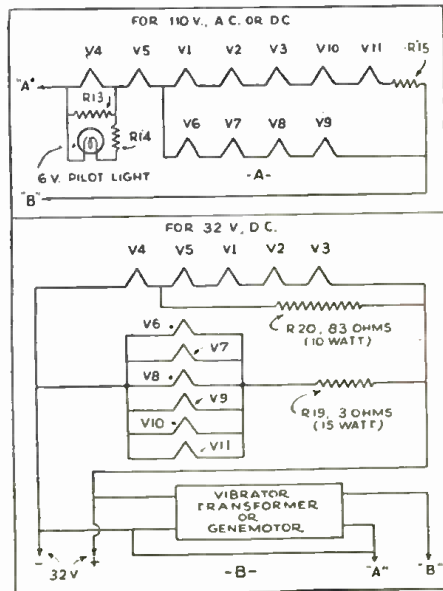 FOR 110 V., A C. OR DC
V4 V5 V1 V2 V3 V10 V11 R15
"A"
R13
R14
V6 V7 V8 V9
6 V. PILOT LIGHT
-A-
"B"
FOR 32 V, D.C.
V4 V5 V1 V2 V3
R20, 83 OHMS
(10 WATT)
V6
V7
V8
V9
V10
V11
R19, 3 OHMS
(15 WATT)
VIBRATOR
TRANSFORMER
OR
GENEMOTOR
- +
32 V
-B-
"A" "B"